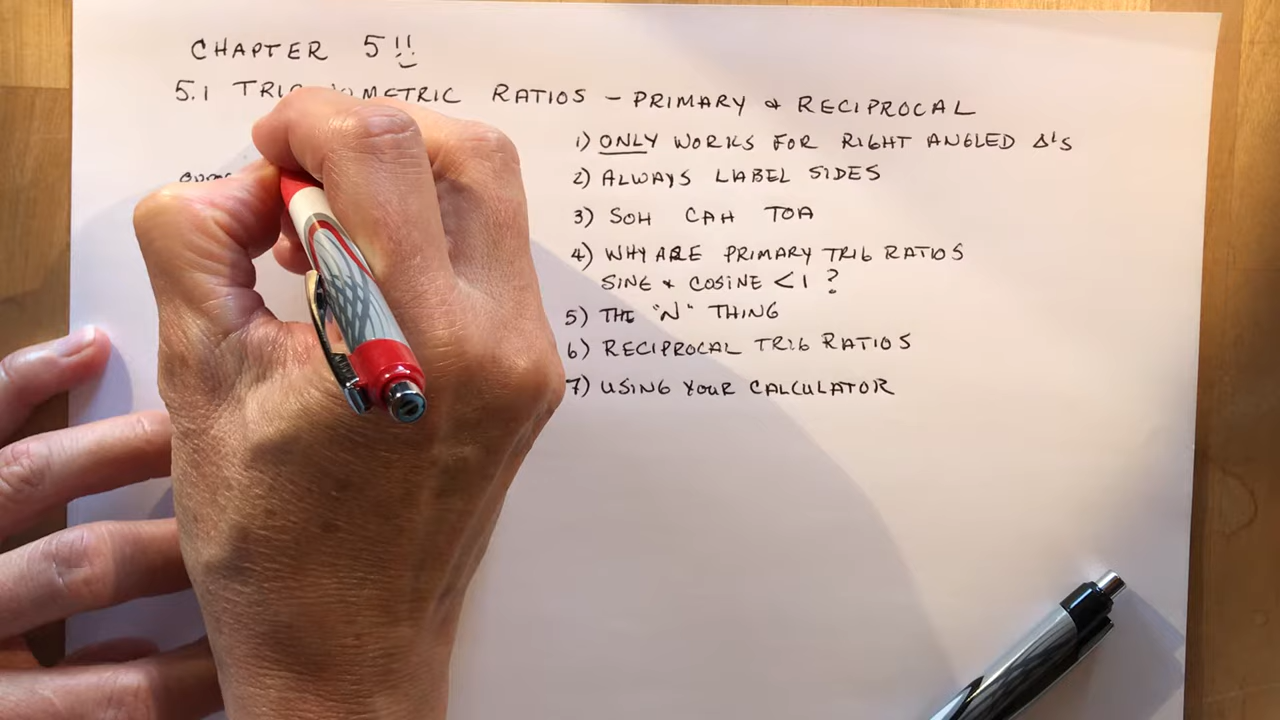 CHAPTER 5!!
5.1 METRIC RATIOS - PRIMARY & RECIPROCAL
1) ONLY WORKS FOR RIGHT ANGLED Δ'S
2) ALWAYS LABEL SIDES
3) SOH CAH TOA
4) WHY ARE PRIMARY TRIG RATIOS
SINE & COSINE < 1 ?
5) THE "N" THING
6) RECIPROCAL TRIG RATIOS
7) USING YOUR CALCULATOR